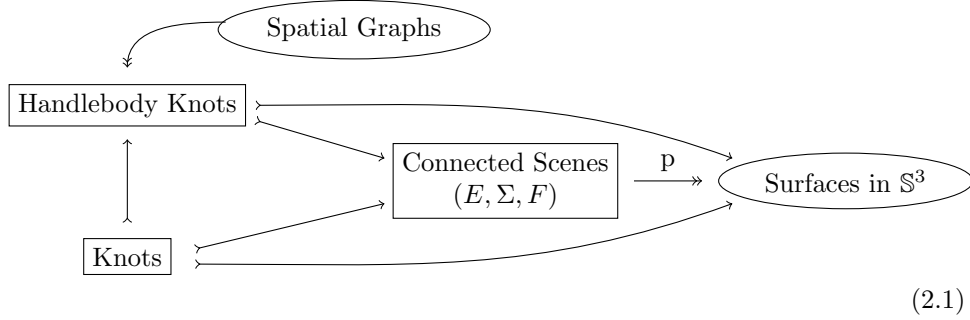 Spatial Graphs
Handlebody Knots
Connected Scenes
(E, Σ, F)
p
Surfaces in 𝕊³
Knots
(2.1)